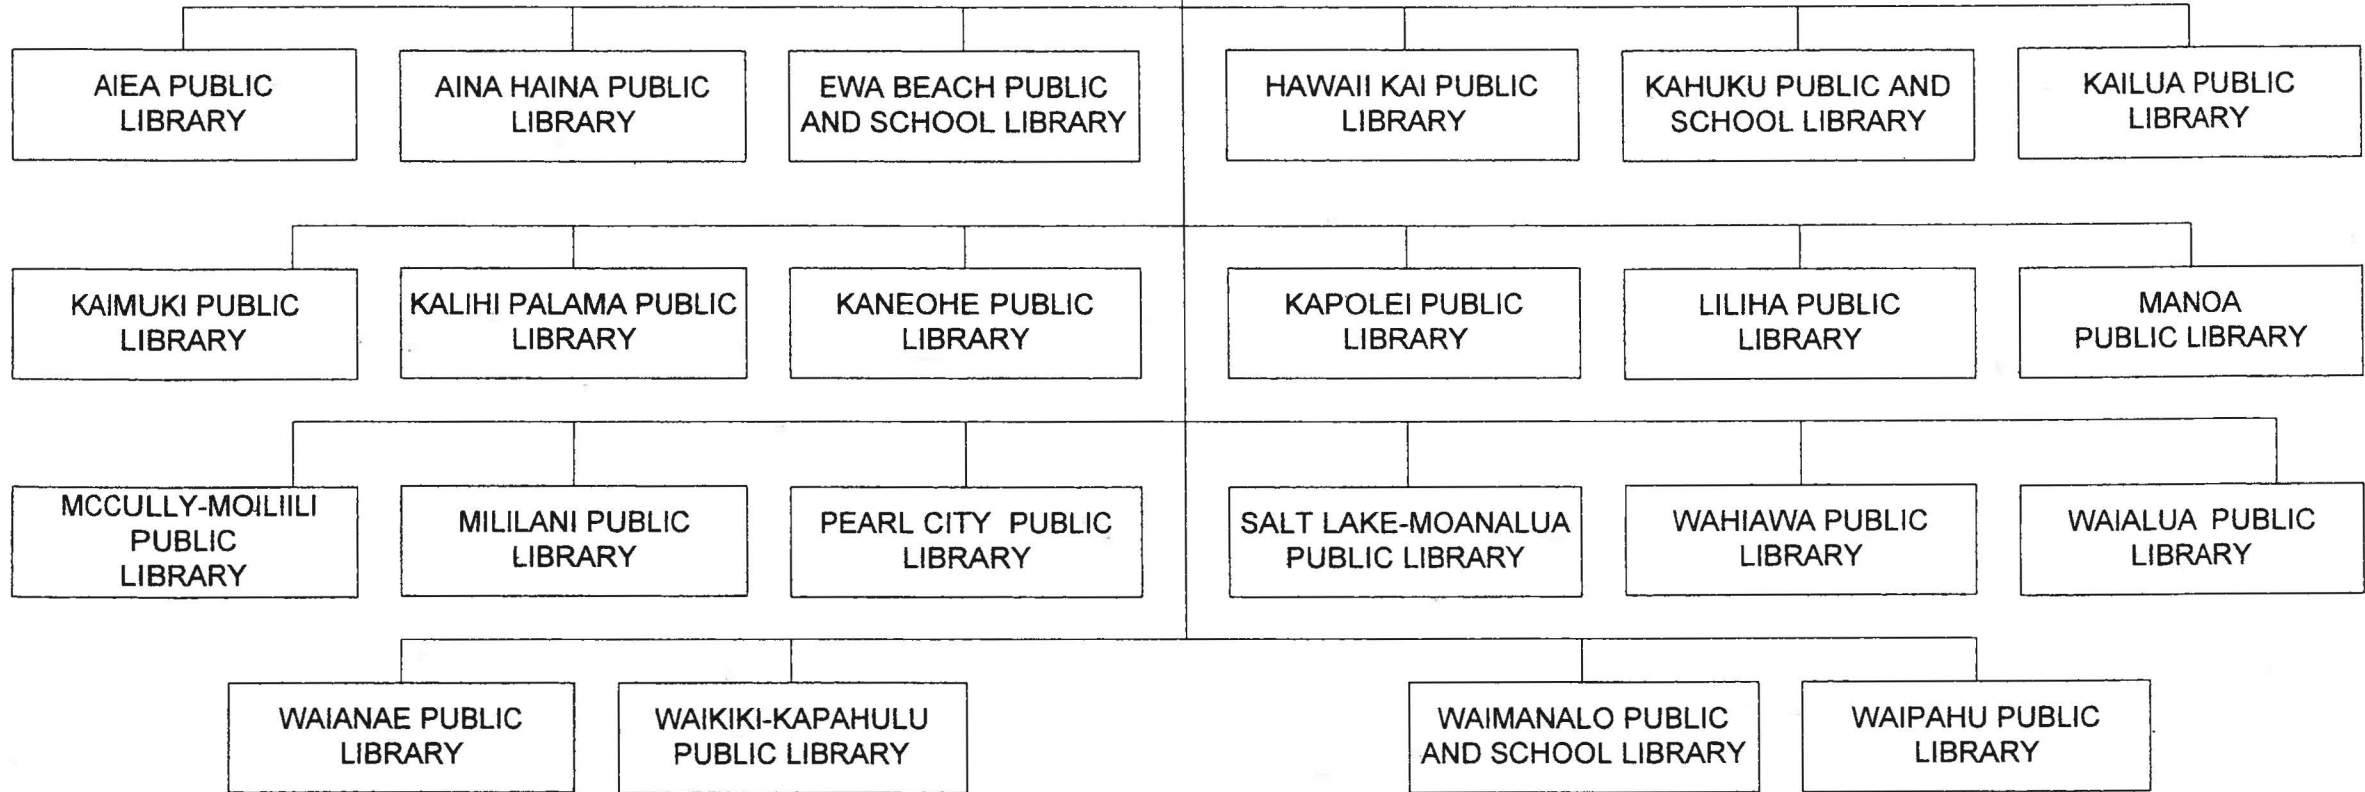 AIEA PUBLIC
LIBRARY
AINA HAINA PUBLIC
LIBRARY
EWA BEACH PUBLIC
AND SCHOOL LIBRARY
HAWAII KAI PUBLIC
LIBRARY
KAHUKU PUBLIC AND
SCHOOL LIBRARY
KAILUA PUBLIC
LIBRARY
KAIMUKI PUBLIC
LIBRARY
KALIHI PALAMA PUBLIC
LIBRARY
KANEOHE PUBLIC
LIBRARY
KAPOLEI PUBLIC
LIBRARY
LILIHA PUBLIC
LIBRARY
MANOA
PUBLIC LIBRARY
MCCULLY-MOILIILI
PUBLIC
LIBRARY
MILILANI PUBLIC
LIBRARY
PEARL CITY PUBLIC
LIBRARY
SALT LAKE-MOANALUA
PUBLIC LIBRARY
WAHIAWA PUBLIC
LIBRARY
WAIALUA PUBLIC
LIBRARY
WAIANAE PUBLIC
LIBRARY
WAIKIKI-KAPAHULU
PUBLIC LIBRARY
WAIMANALO PUBLIC
AND SCHOOL LIBRARY
WAIPAHU PUBLIC
LIBRARY